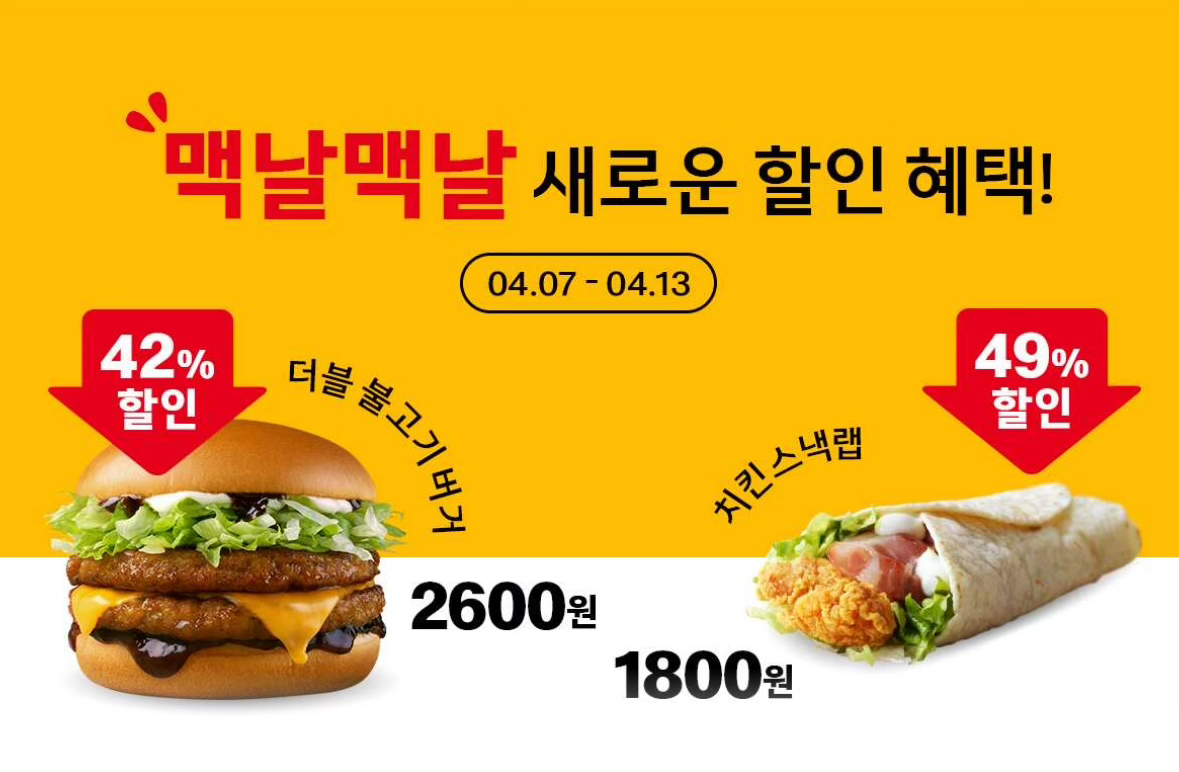 맥날맥날 새로운 할인 혜택!
04.07 - 04.13
42%
할인
더블 불고기 버거
2600원
49%
할인
치킨 스낵랩
1800원